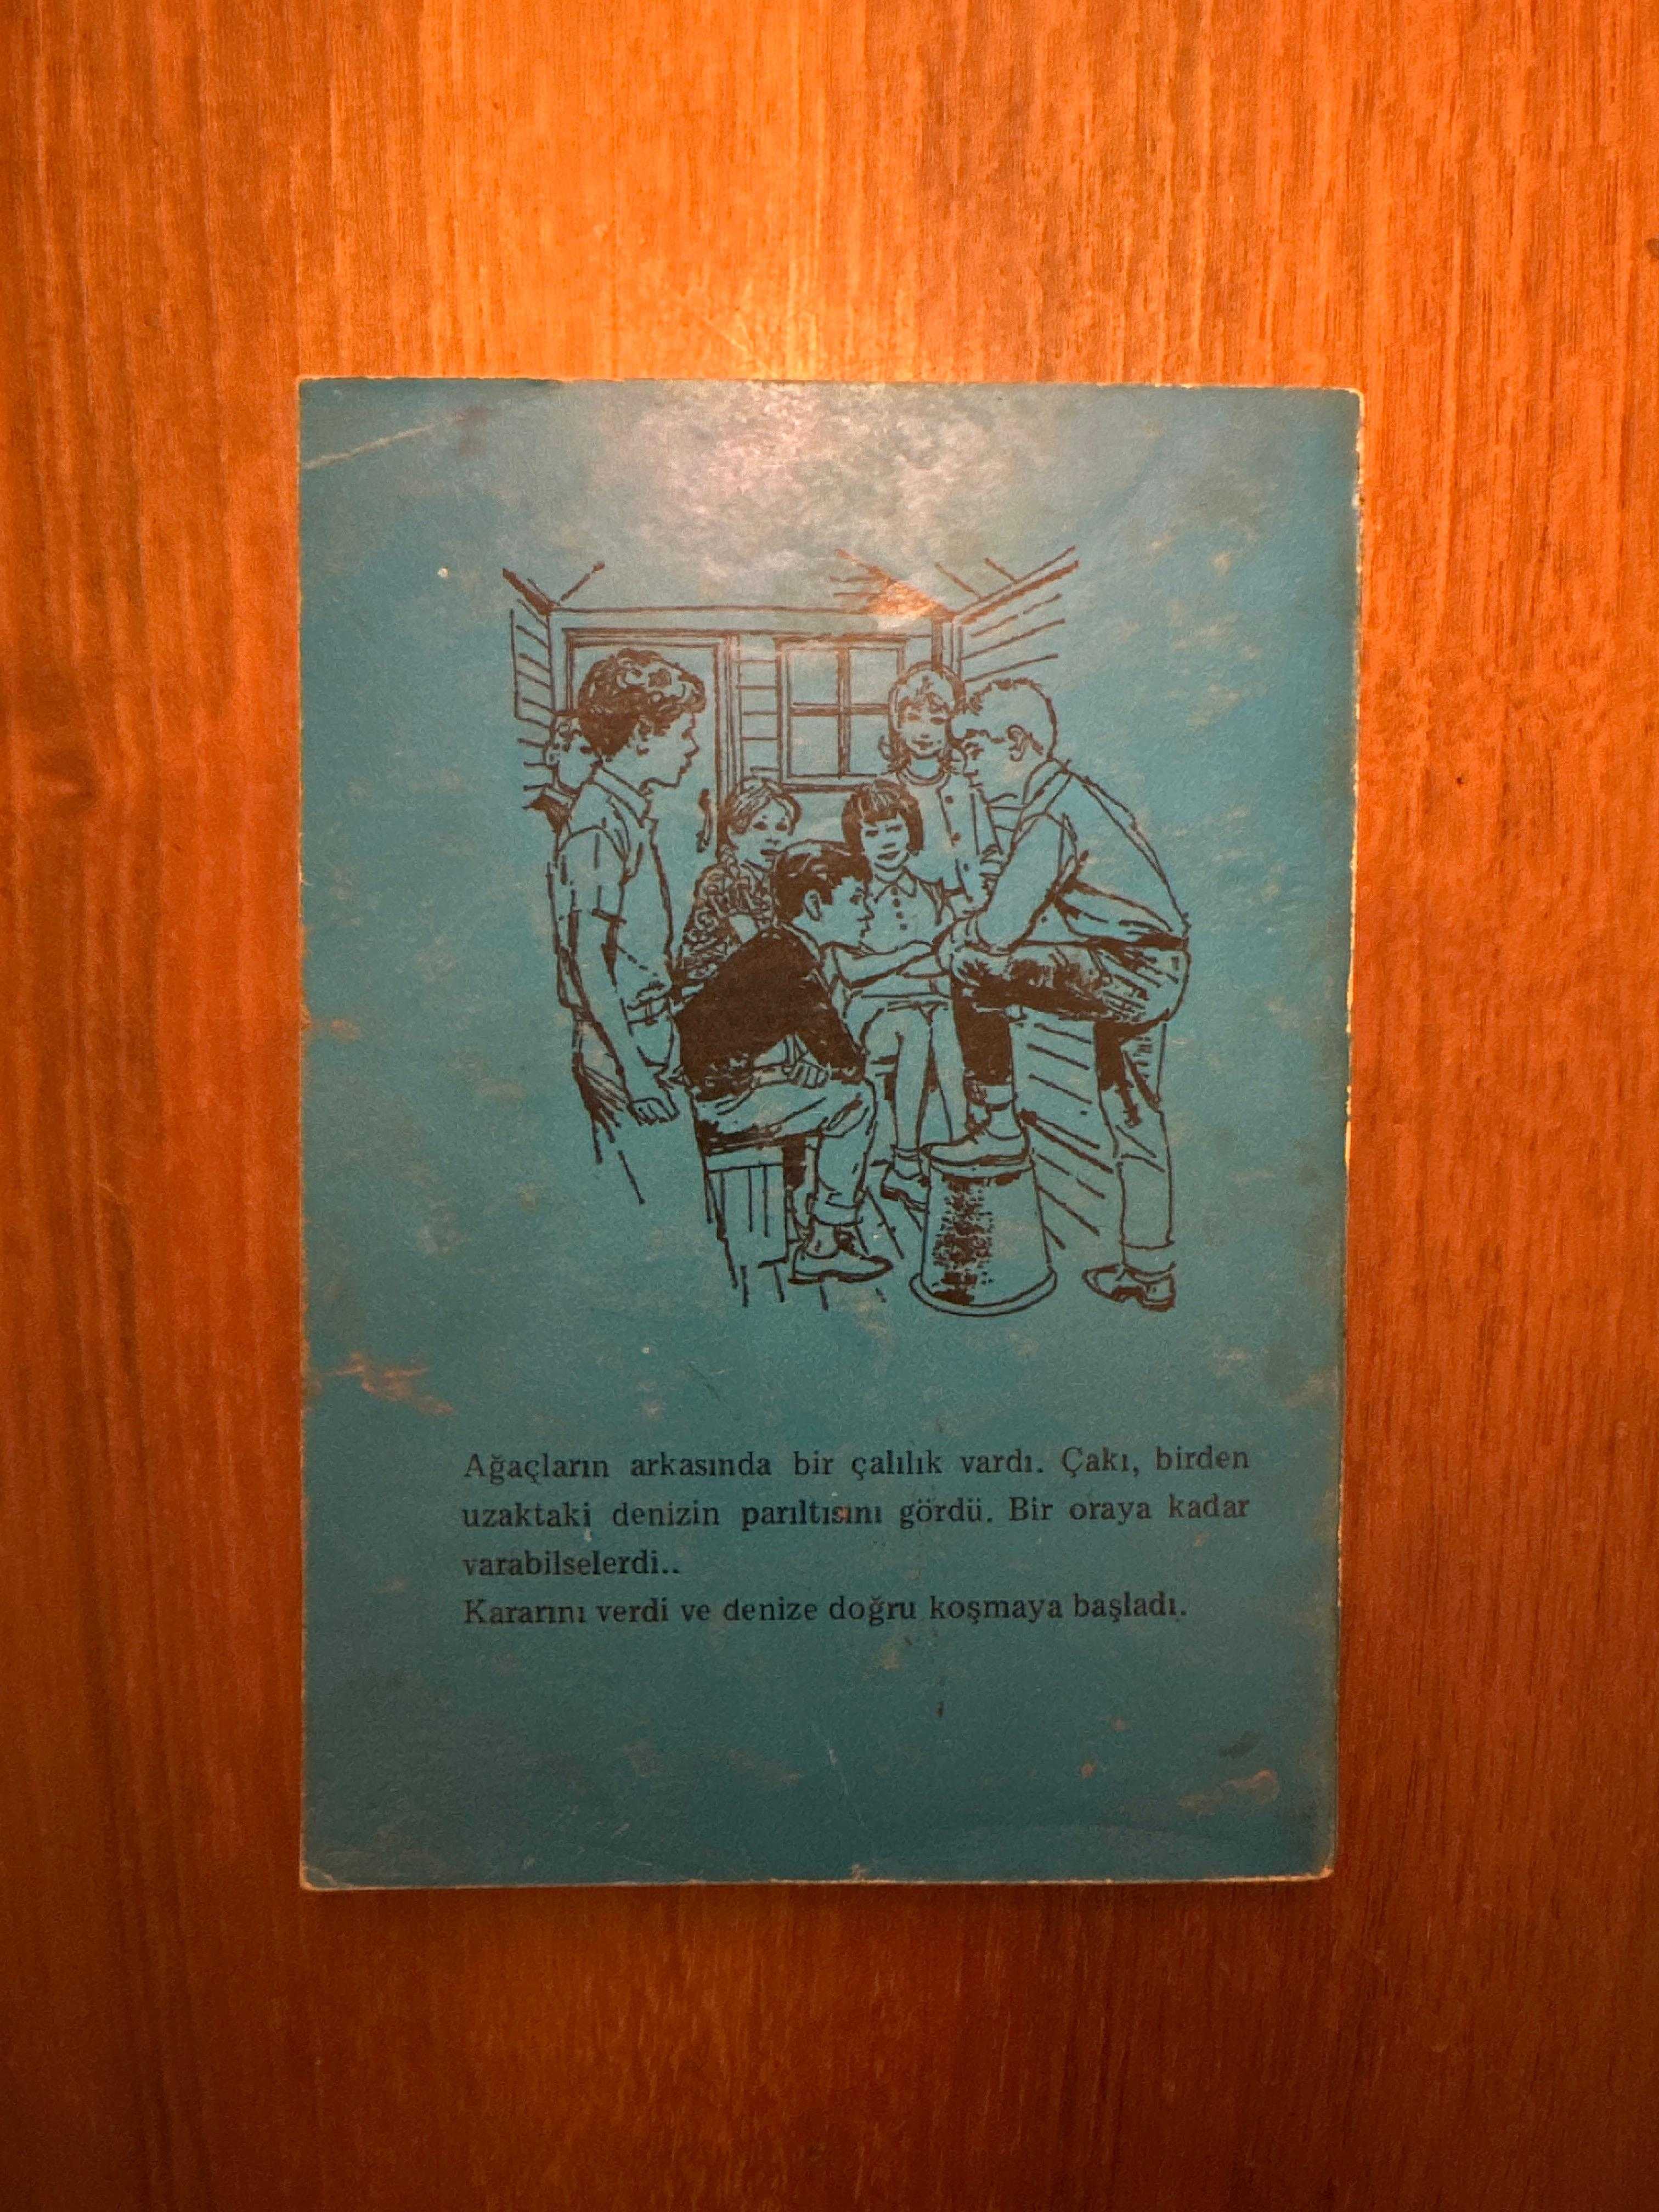 Ağaçların arkasında bir çalılık vardı. Çakı, birden
uzaktaki denizin parıltısını gördü. Bir oraya kadar
varabilselerdi..
Kararını verdi ve denize doğru koşmaya başladı.